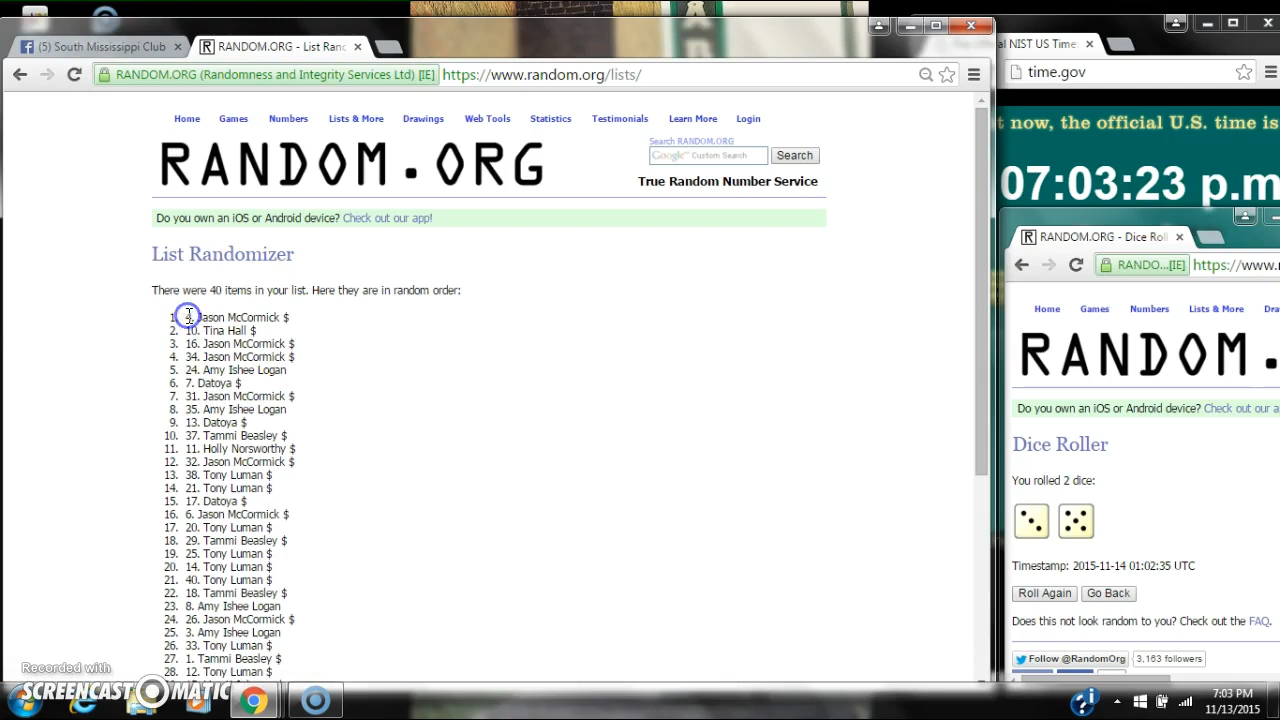 (5) South Mississippi Club
RANDOM.ORG - List Ran
RANDOM.ORG (Randomness and Integrity Services Ltd) [IE]
https://www.random.org/lists/
Home Games Numbers Lists & More Drawings Web Tools Statistics Testimonials Learn More Login
RANDOM.ORG
Search RANDOM.ORG
Google™ Custom Search
Search
True Random Number Service
Do you own an iOS or Android device? Check out our app!
List Randomizer
There were 40 items in your list. Here they are in random order:
1. 4. Jason McCormick $
2. 10. Tina Hall $
3. 16. Jason McCormick $
4. 34. Jason McCormick $
5. 24. Amy Ishee Logan
6. 7. Datoya $
7. 31. Jason McCormick $
8. 35. Amy Ishee Logan
9. 13. Datoya $
10. 37. Tammi Beasley $
11. 11. Holly Norsworthy $
12. 32. Jason McCormick $
13. 38. Tony Luman $
14. 21. Tony Luman $
15. 17. Datoya $
16. 6. Jason McCormick $
17. 20. Tony Luman $
18. 29. Tammi Beasley $
19. 25. Tony Luman $
20. 14. Tony Luman $
21. 40. Tony Luman $
22. 18. Tammi Beasley $
23. 8. Amy Ishee Logan
24. 26. Jason McCormick $
25. 3. Amy Ishee Logan
26. 33. Tony Luman $
27. 1. Tammi Beasley $
28. 12. Tony Luman $
Recorded with
SCREENCAST MATIC
NIST US Time
time.gov
t now, the official U.S. time is
07:03:23 p.m
RANDOM.ORG - Dice Roll
RANDO...[IE]
https://www.r
Home Games Numbers Lists & More
RANDOM.
Do you own an iOS or Android device? Check out our a
Dice Roller
You rolled 2 dice:
Timestamp: 2015-11-14 01:02:35 UTC
Roll Again Go Back
Does this not look random to you? Check out the FAQ.
Follow @RandomOrg
3,163 followers
7:03 PM
11/13/2015